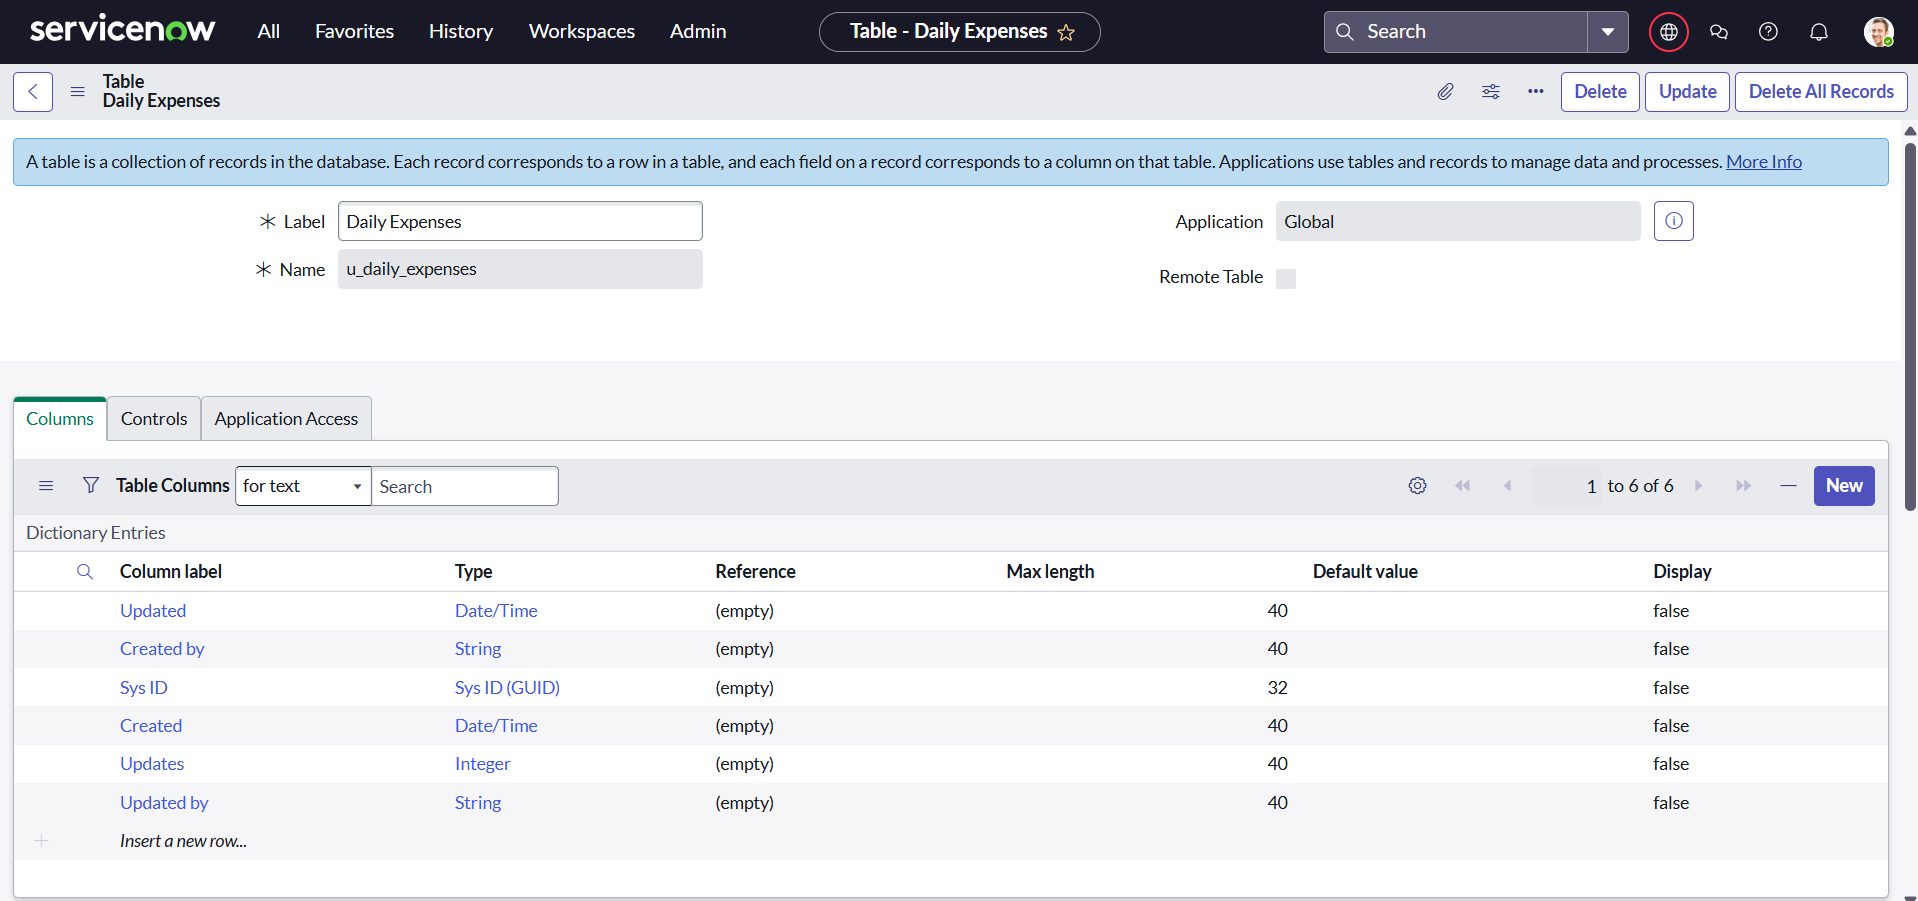 servicenow All Favorites History Workspaces Admin Table - Daily Expenses Search
Table
Daily Expenses
Delete Update Delete All Records
A table is a collection of records in the database. Each record corresponds to a row in a table, and each field on a record corresponds to a column on that table. Applications use tables and records to manage data and processes. More Info
Label Daily Expenses Application Global
Name u_daily_expenses
Remote Table
Columns Controls Application Access
Table Columns for text Search 1 to 6 of 6 New
Dictionary Entries
Column label Type Reference Max length Default value Display
Updated Date/Time (empty) 40 false
Created by String (empty) 40 false
Sys ID Sys ID (GUID) (empty) 32 false
Created Date/Time (empty) 40 false
Updates Integer (empty) 40 false
Updated by String (empty) 40 false
Insert a new row...